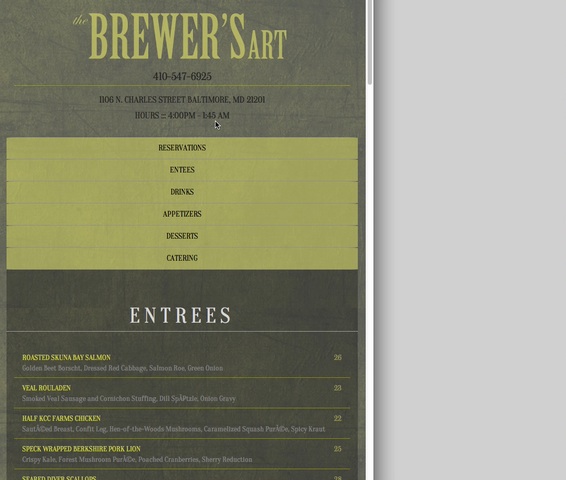 the BREWER'S ART
410-547-6925
1106 N. CHARLES STREET BALTIMORE, MD 21201
HOURS :: 4:00PM - 1:45 AM
RESERVATIONS
ENTEES
DRINKS
APPETIZERS
DESSERTS
CATERING
ENTREES
ROASTED SKUNA BAY SALMON 26
Golden Beet Borscht, Dressed Red Cabbage, Salmon Roe, Green Onion
VEAL ROULADEN 23
Smoked Veal Sausage and Cornichon Stuffing, Dill SpÃPtzle, Onion Gravy
HALF KCC FARMS CHICKEN 22
SautÃ©ed Breast, Confit Leg, Hen-of-the-Woods Mushrooms, Caramelized Squash PurÃ©e, Spicy Kraut
SPECK WRAPPED BERKSHIRE PORK LION 25
Crispy Kale, Forest Mushroom PurÃ©e, Poached Cranberries, Sherry Reduction
SEARED DIVER SCALLOPS